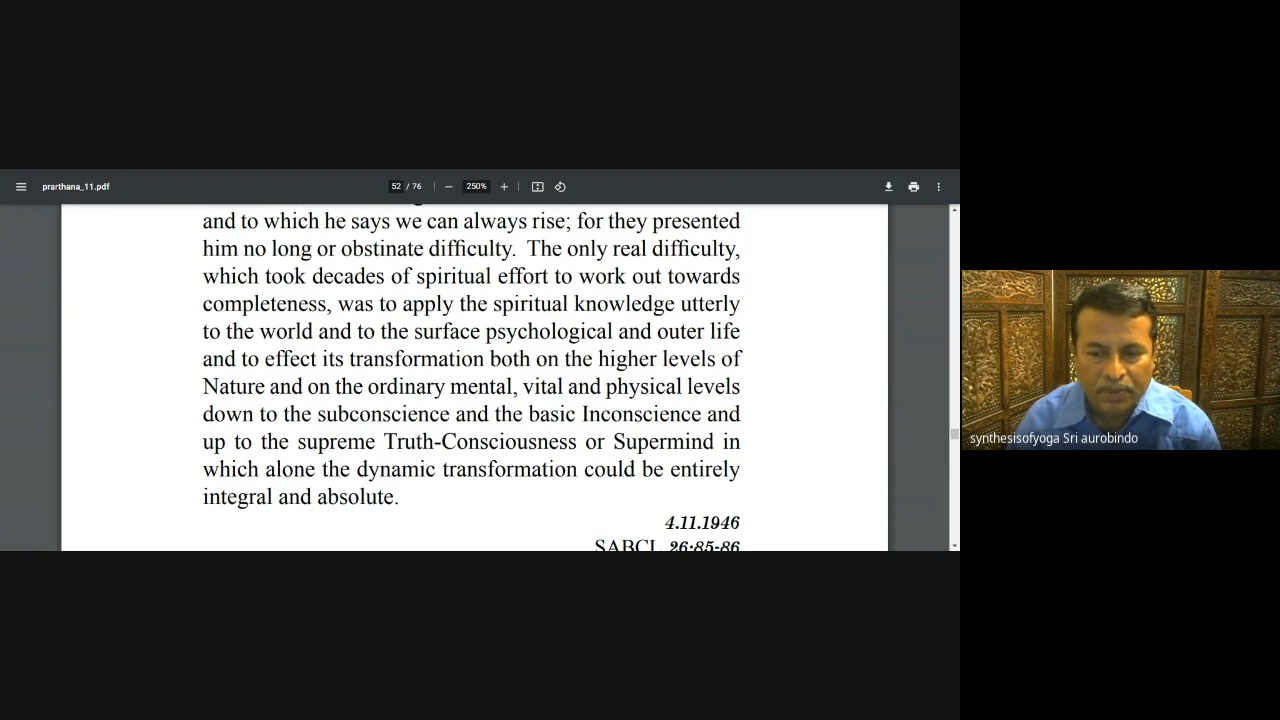 prarthana_11.pdf
52 / 76
250%
and to which he says we can always rise; for they presented
him no long or obstinate difficulty. The only real difficulty,
which took decades of spiritual effort to work out towards
completeness, was to apply the spiritual knowledge utterly
to the world and to the surface psychological and outer life
and to effect its transformation both on the higher levels of
Nature and on the ordinary mental, vital and physical levels
down to the subconscience and the basic Inconscience and
up to the supreme Truth-Consciousness or Supermind in
which alone the dynamic transformation could be entirely
integral and absolute.
4.11.1946
SABCL 26:85-86
synthesisofyoga Sri aurobindo